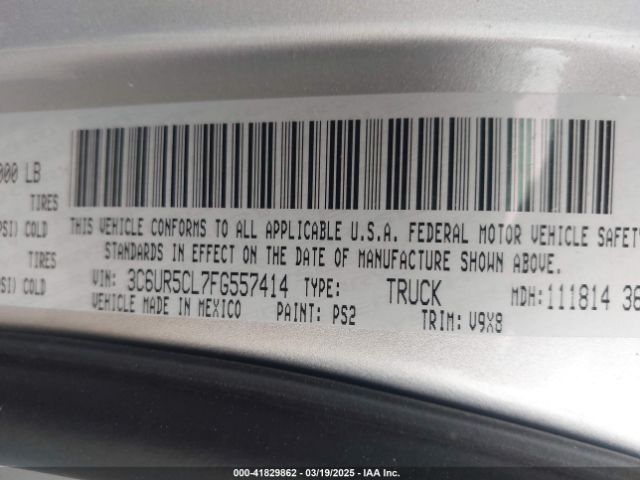 000 LB
TIRES
PSI) COLD
TIRES
PSI) COLD
THIS VEHICLE CONFORMS TO ALL APPLICABLE U.S.A. FEDERAL MOTOR VEHICLE SAFETY
STANDARDS IN EFFECT ON THE DATE OF MANUFACTURE SHOWN ABOVE.
VIN: 3C6UR5CL7FG557414 TYPE: TRUCK MDH:111814 38
VEHICLE MADE IN MEXICO PAINT: PS2 TRIM: V9X8
000-41829862 | 03/19/2025 | IAA Inc.